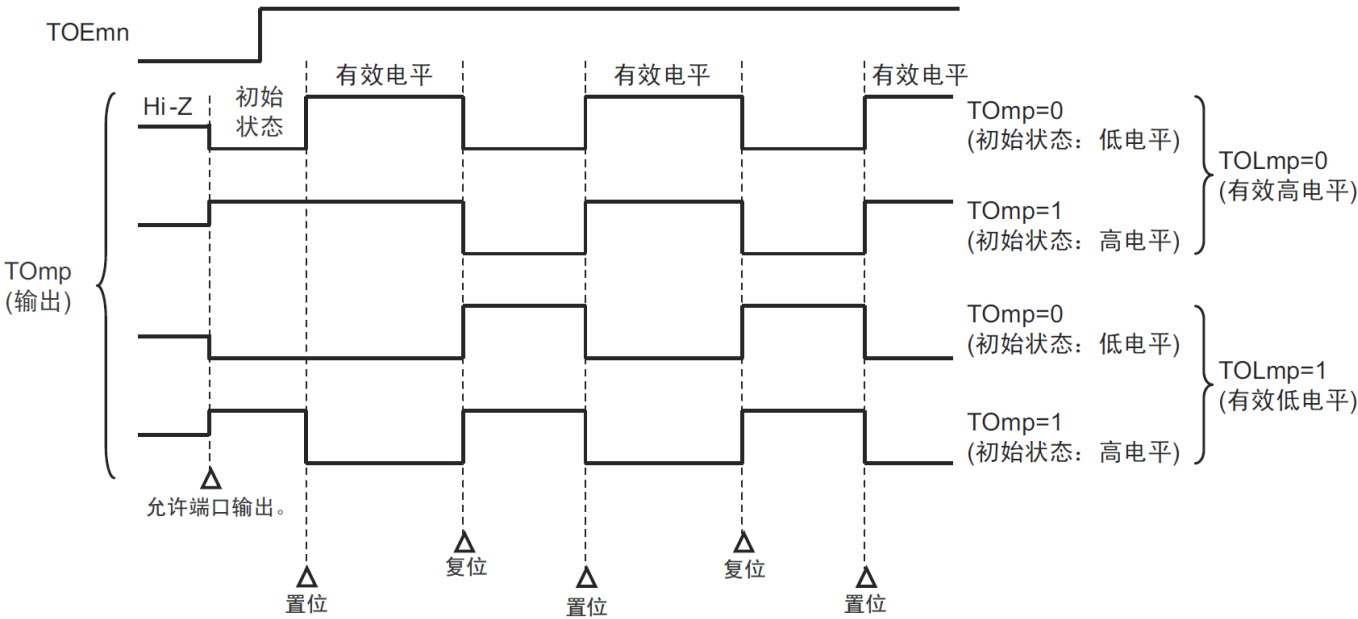 TOEmn
有效电平
有效电平
有效电平
Hi-Z
初始
状态
TOmp=0
(初始状态：低电平)
TOLmp=0
(有效高电平)
TOmp=1
(初始状态：高电平)
TOmp
(输出)
TOmp=0
(初始状态：低电平)
TOLmp=1
(有效低电平)
TOmp=1
(初始状态：高电平)
允许端口输出。
复位
复位
置位
置位
置位